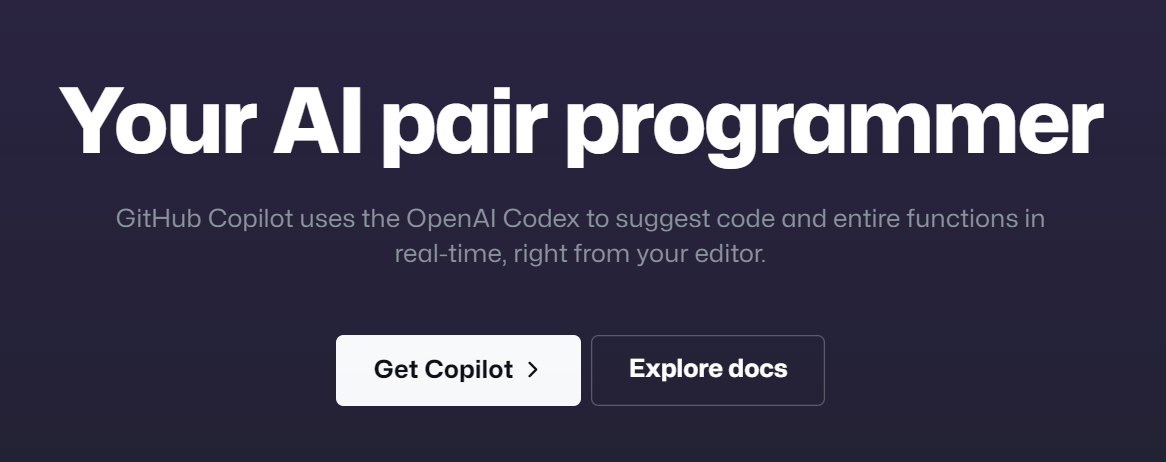 Your AI pair programmer
GitHub Copilot uses the OpenAI Codex to suggest code and entire functions in
real-time, right from your editor.
Get Copilot
Explore docs